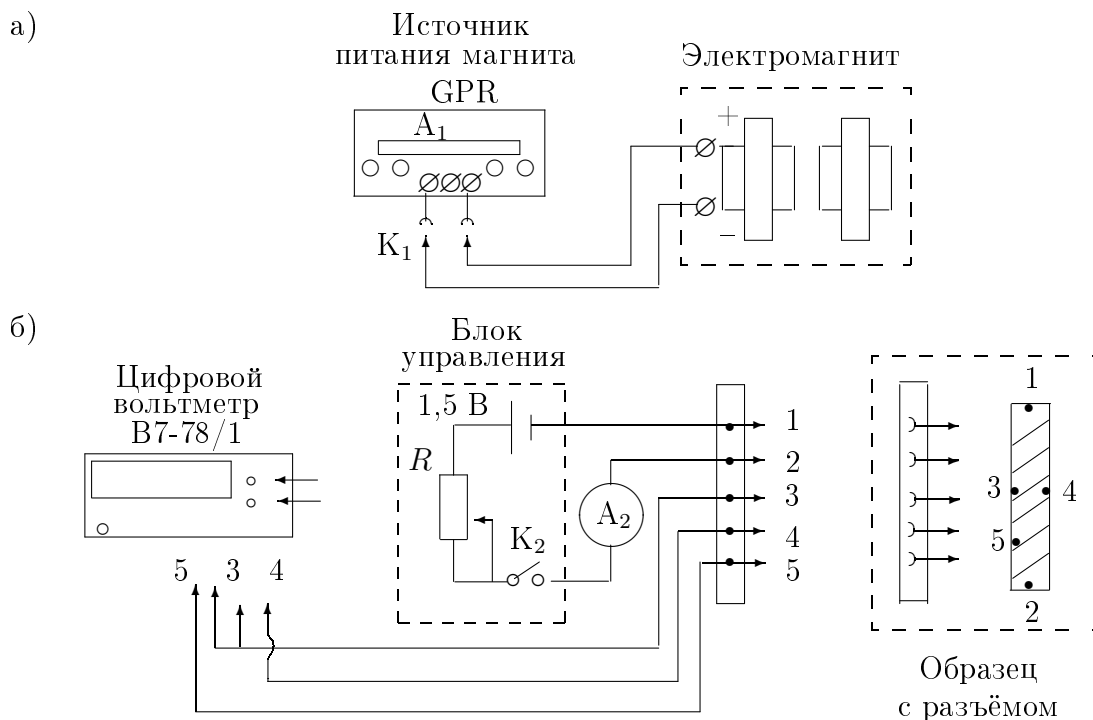 а)
Источник
питания магнита
GPR
A1
K1
Электромагнит
+
−
б)
Цифровой
вольтметр
В7-78/1
5 3 4
Блок
управления
1,5 В
R
K2
A2
1
2
3
4
5
1
3 4
5
2
Образец
с разъёмом